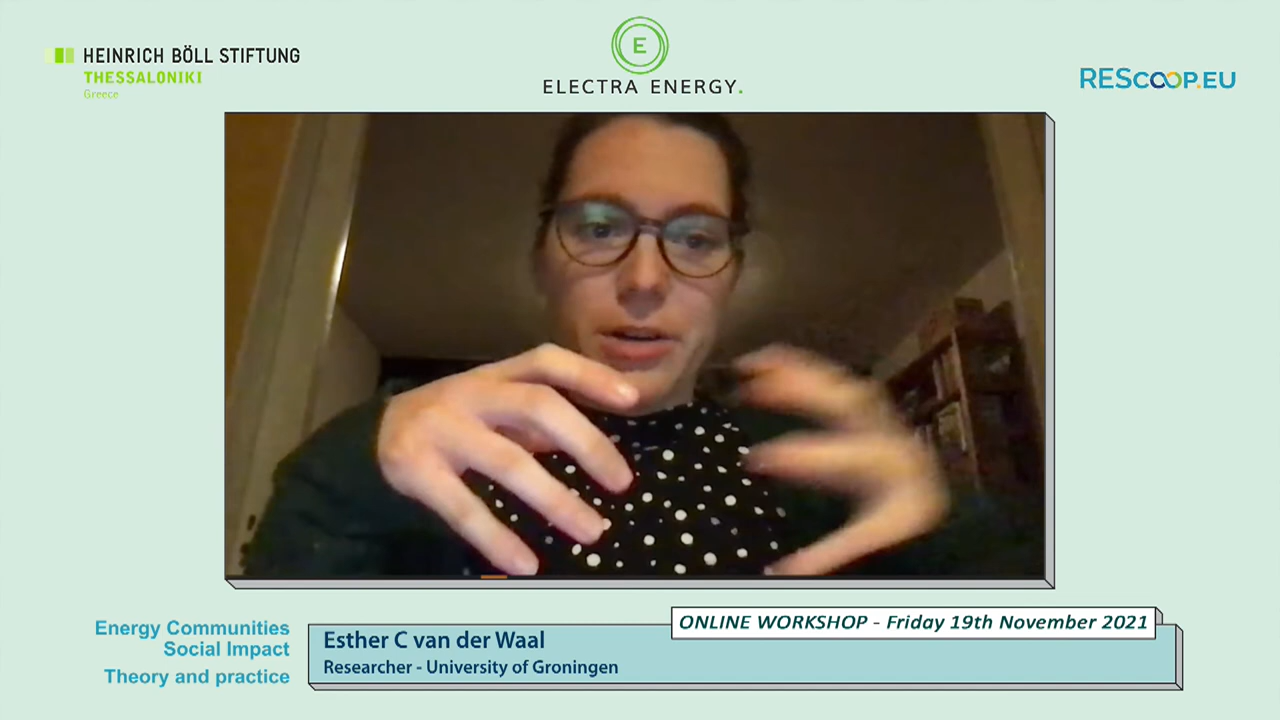 HEINRICH BÖLL STIFTUNG
THESSALONIKI
Greece
E
ELECTRA ENERGY.
REScoop.EU
Energy Communities
Social Impact
Theory and practice
ONLINE WORKSHOP - Friday 19th November 2021
Esther C van der Waal
Researcher - University of Groningen